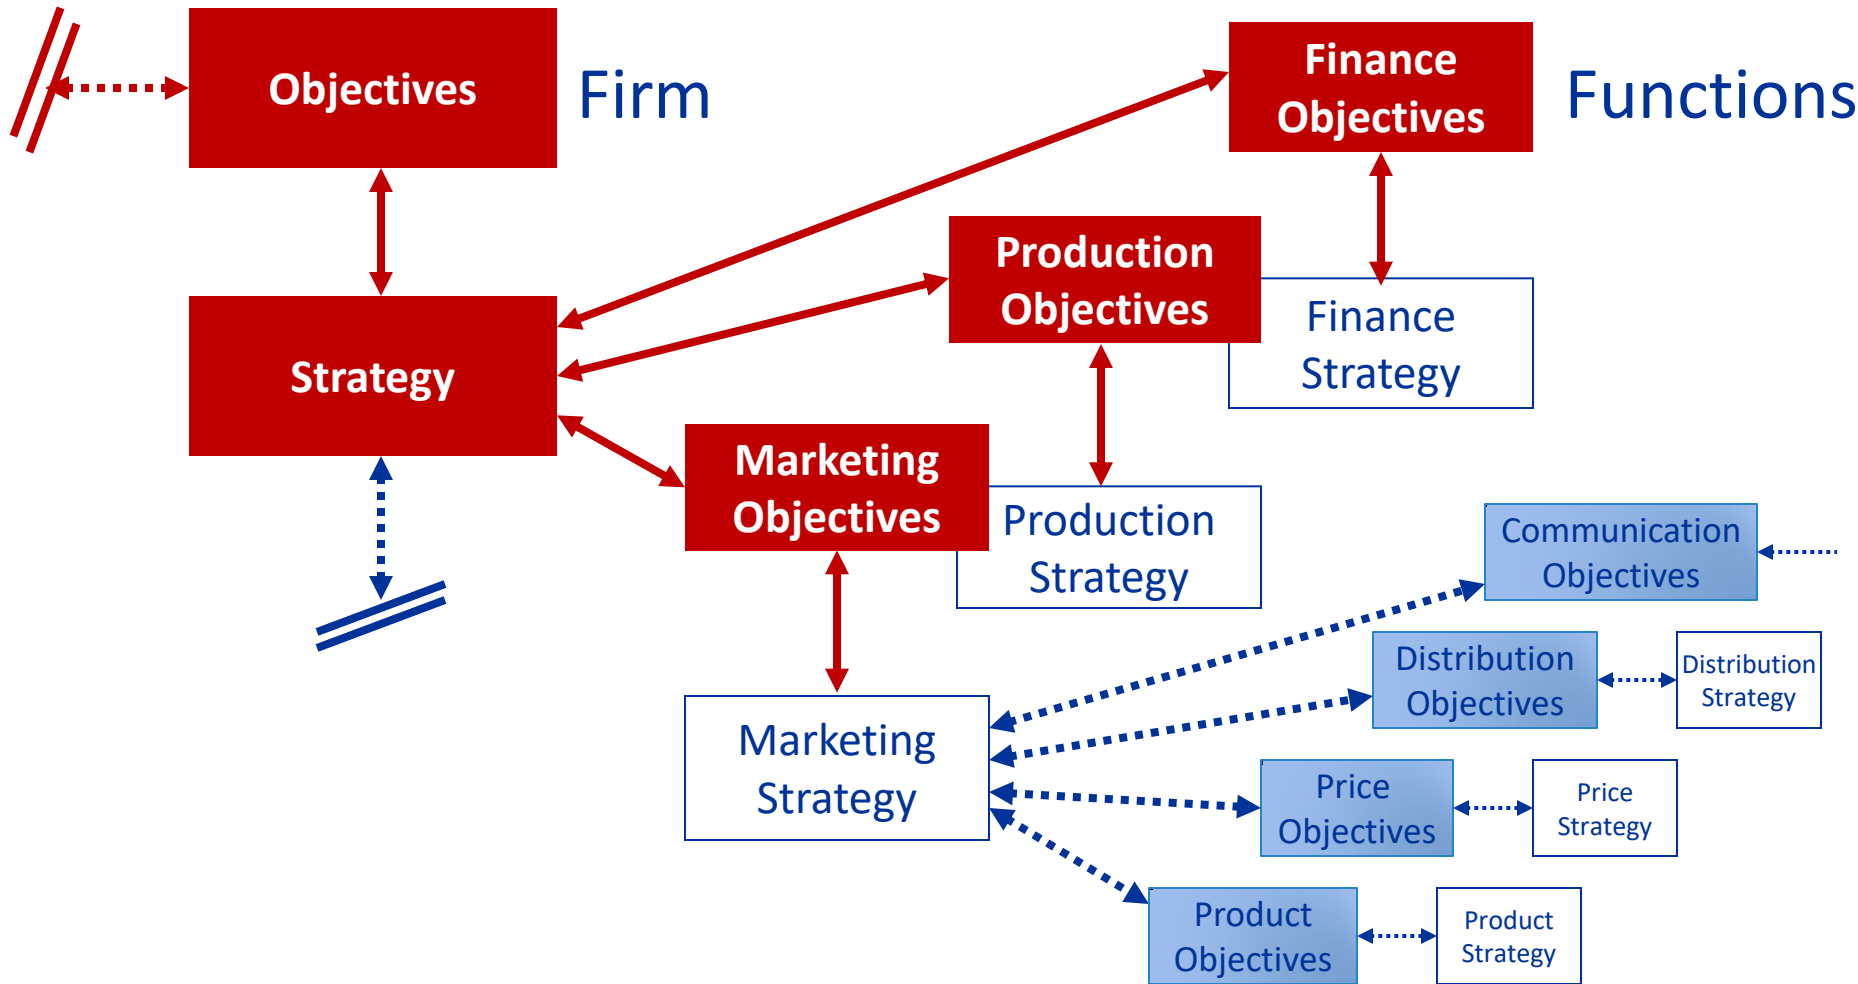 Objectives
Firm
Finance
Objectives
Functions
Production
Objectives
Finance
Strategy
Strategy
Marketing
Objectives
Production
Strategy
Communication
Objectives
Distribution
Objectives
Distribution
Strategy
Marketing
Strategy
Price
Objectives
Price
Strategy
Product
Objectives
Product
Strategy